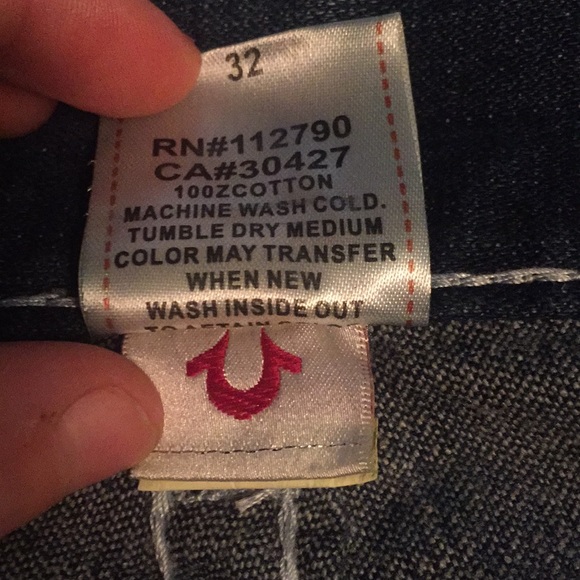 32
RN#112790
CA#30427
100ZCOTTON
MACHINE WASH COLD.
TUMBLE DRY MEDIUM
COLOR MAY TRANSFER
WHEN NEW
WASH INSIDE OUT